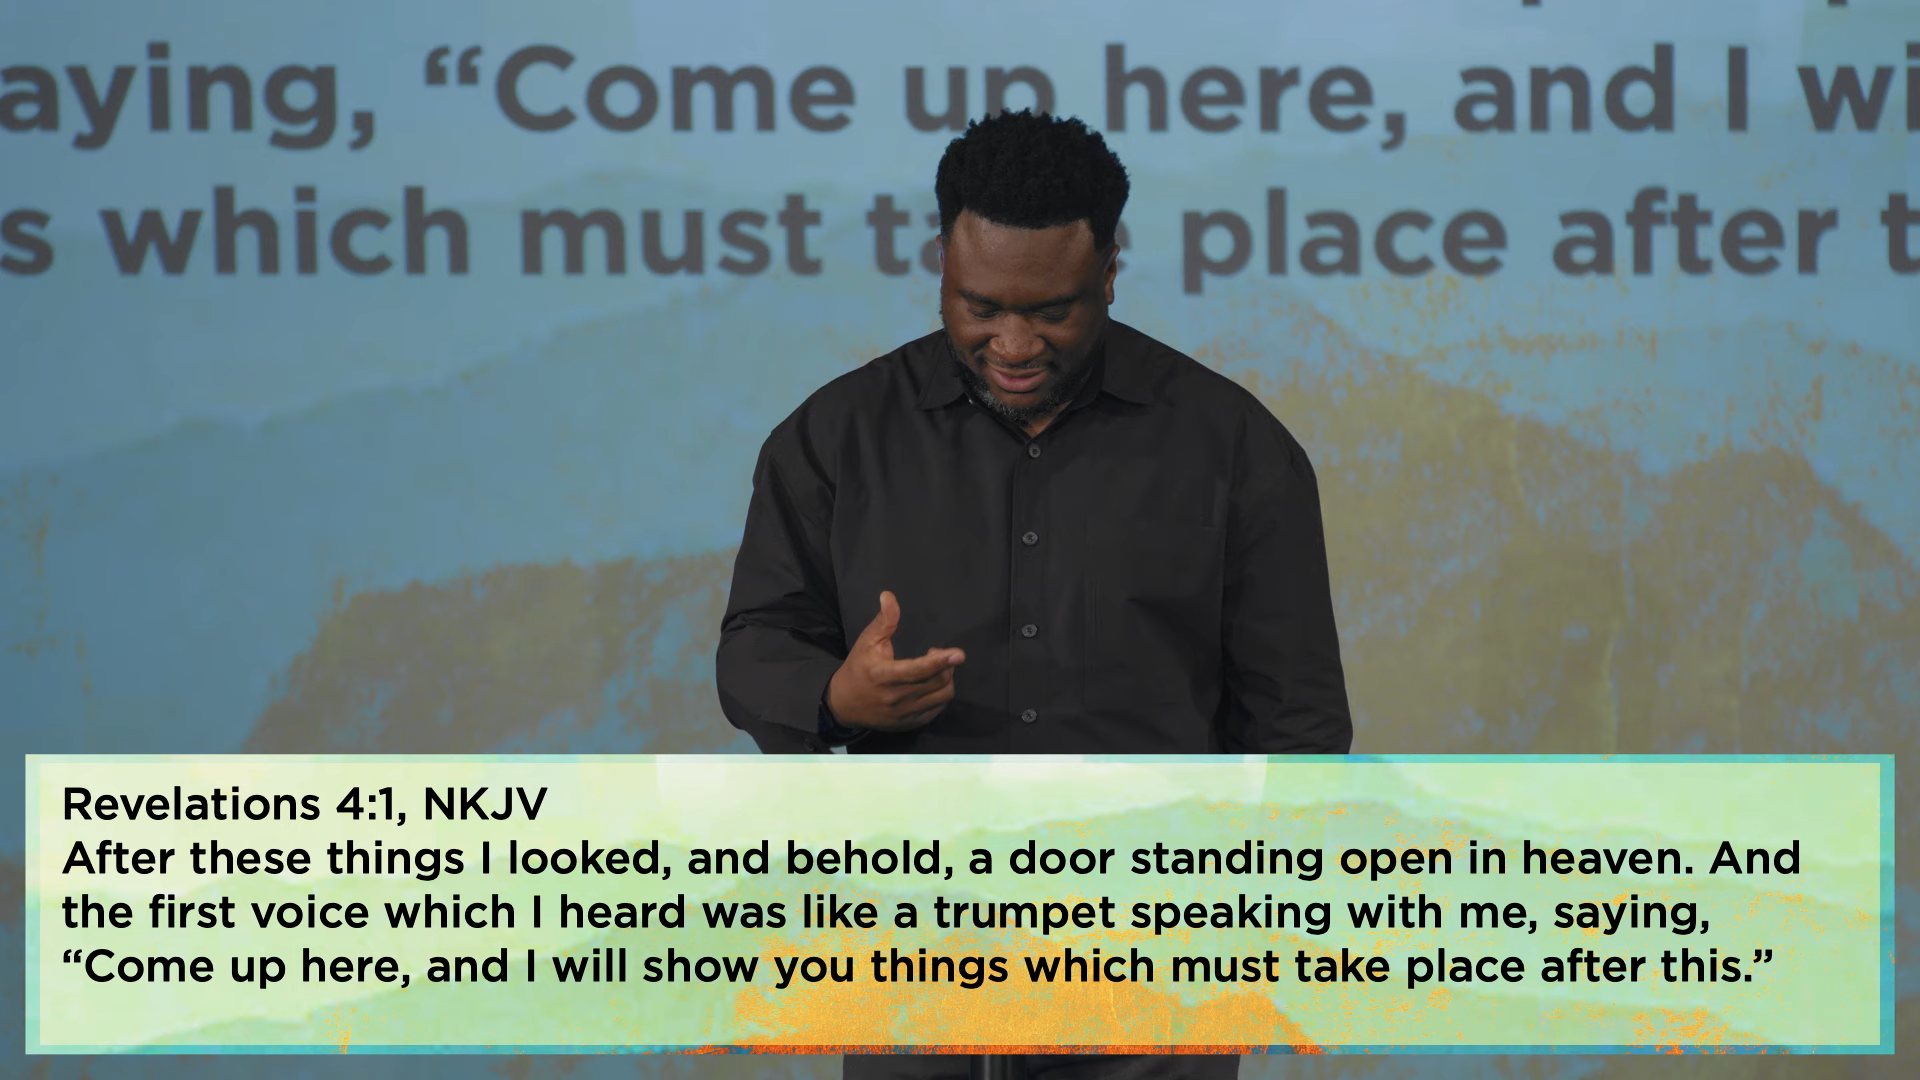 aying, “Come up here, and I wi
s which must take place after t
Revelations 4:1, NKJV
After these things I looked, and behold, a door standing open in heaven. And
the first voice which I heard was like a trumpet speaking with me, saying,
“Come up here, and I will show you things which must take place after this.”